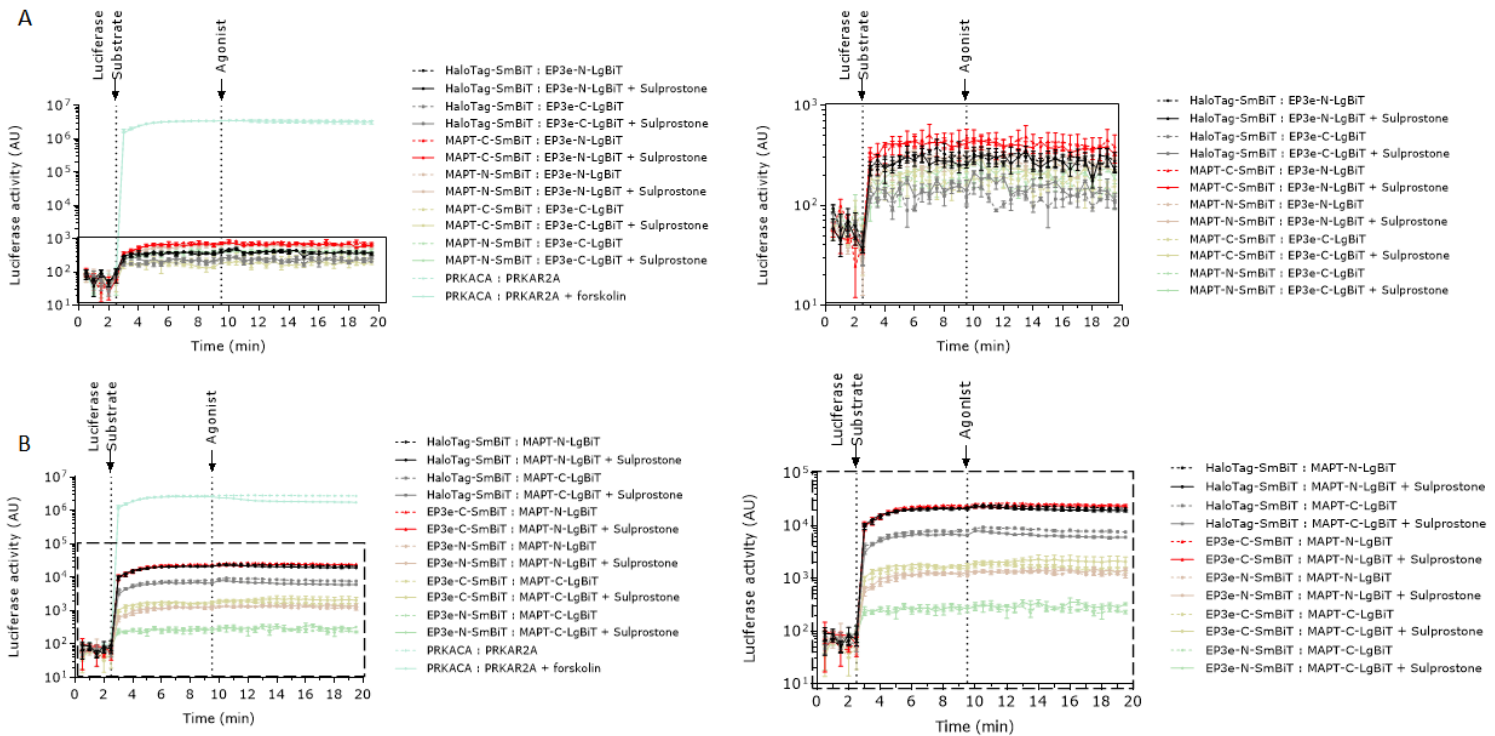 A
Luciferase
Substrate
Agonist
Luciferase activity (AU)
10^7
10^6
10^5
10^4
10^3
10^2
10^1
0 2 4 6 8 10 12 14 16 18 20
Time (min)
HaloTag-SmBiT : EP3e-N-LgBiT
HaloTag-SmBiT : EP3e-N-LgBiT + Sulprostone
HaloTag-SmBiT : EP3e-C-LgBiT
HaloTag-SmBiT : EP3e-C-LgBiT + Sulprostone
MAPT-C-SmBiT : EP3e-N-LgBiT
MAPT-C-SmBiT : EP3e-N-LgBiT + Sulprostone
MAPT-N-SmBiT : EP3e-N-LgBiT
MAPT-N-SmBiT : EP3e-N-LgBiT + Sulprostone
MAPT-C-SmBiT : EP3e-C-LgBiT
MAPT-C-SmBiT : EP3e-C-LgBiT + Sulprostone
MAPT-N-SmBiT : EP3e-C-LgBiT
MAPT-N-SmBiT : EP3e-C-LgBiT + Sulprostone
PRKACA : PRKAR2A
PRKACA : PRKAR2A + forskolin
Luciferase
Substrate
Agonist
Luciferase activity (AU)
10^3
10^2
10^1
0 2 4 6 8 10 12 14 16 18 20
Time (min)
HaloTag-SmBiT : EP3e-N-LgBiT
HaloTag-SmBiT : EP3e-N-LgBiT + Sulprostone
HaloTag-SmBiT : EP3e-C-LgBiT
HaloTag-SmBiT : EP3e-C-LgBiT + Sulprostone
MAPT-C-SmBiT : EP3e-N-LgBiT
MAPT-C-SmBiT : EP3e-N-LgBiT + Sulprostone
MAPT-N-SmBiT : EP3e-N-LgBiT
MAPT-N-SmBiT : EP3e-N-LgBiT + Sulprostone
MAPT-C-SmBiT : EP3e-C-LgBiT
MAPT-C-SmBiT : EP3e-C-LgBiT + Sulprostone
MAPT-N-SmBiT : EP3e-C-LgBiT
MAPT-N-SmBiT : EP3e-C-LgBiT + Sulprostone
B
Luciferase
Substrate
Agonist
Luciferase activity (AU)
10^7
10^6
10^5
10^4
10^3
10^2
10^1
0 2 4 6 8 10 12 14 16 18 20
Time (min)
HaloTag-SmBiT : MAPT-N-LgBiT
HaloTag-SmBiT : MAPT-N-LgBiT + Sulprostone
HaloTag-SmBiT : MAPT-C-LgBiT
HaloTag-SmBiT : MAPT-C-LgBiT + Sulprostone
EP3e-C-SmBiT : MAPT-N-LgBiT
EP3e-C-SmBiT : MAPT-N-LgBiT + Sulprostone
EP3e-N-SmBiT : MAPT-N-LgBiT
EP3e-N-SmBiT : MAPT-N-LgBiT + Sulprostone
EP3e-C-SmBiT : MAPT-C-LgBiT
EP3e-C-SmBiT : MAPT-C-LgBiT + Sulprostone
EP3e-N-SmBiT : MAPT-C-LgBiT
EP3e-N-SmBiT : MAPT-C-LgBiT + Sulprostone
PRKACA : PRKAR2A
PRKACA : PRKAR2A + forskolin
Luciferase
Substrate
Agonist
Luciferase activity (AU)
10^5
10^4
10^3
10^2
10^1
0 2 4 6 8 10 12 14 16 18 20
Time (min)
HaloTag-SmBiT : MAPT-N-LgBiT
HaloTag-SmBiT : MAPT-N-LgBiT + Sulprostone
HaloTag-SmBiT : MAPT-C-LgBiT
HaloTag-SmBiT : MAPT-C-LgBiT + Sulprostone
EP3e-C-SmBiT : MAPT-N-LgBiT
EP3e-C-SmBiT : MAPT-N-LgBiT + Sulprostone
EP3e-N-SmBiT : MAPT-N-LgBiT
EP3e-N-SmBiT : MAPT-N-LgBiT + Sulprostone
EP3e-C-SmBiT : MAPT-C-LgBiT
EP3e-C-SmBiT : MAPT-C-LgBiT + Sulprostone
EP3e-N-SmBiT : MAPT-C-LgBiT
EP3e-N-SmBiT : MAPT-C-LgBiT + Sulprostone